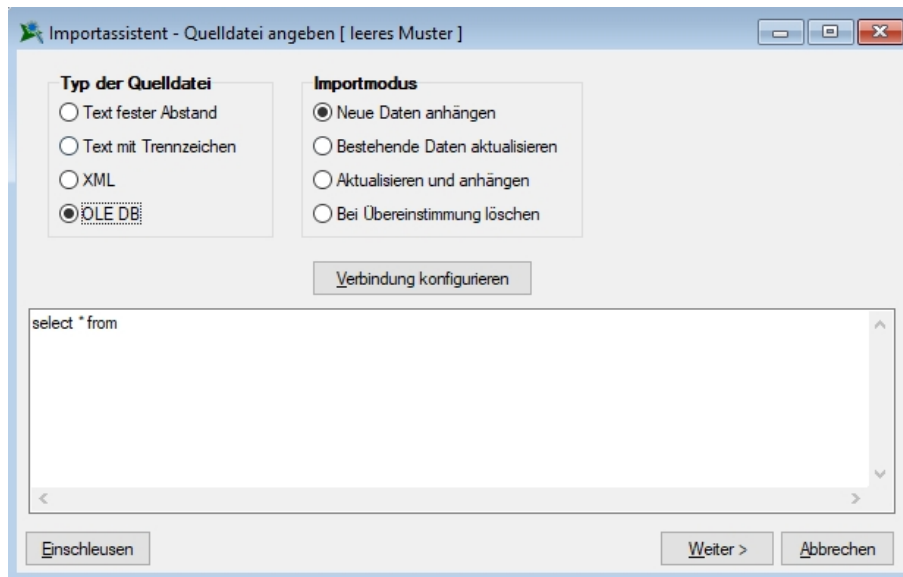 Importassistent - Quelldatei angeben [ leeres Muster ]
Typ der Quelldatei
Text fester Abstand
Text mit Trennzeichen
XML
OLE DB
Importmodus
Neue Daten anhängen
Bestehende Daten aktualisieren
Aktualisieren und anhängen
Bei Übereinstimmung löschen
Verbindung konfigurieren
select * from
Einschleusen
Weiter >
Abbrechen